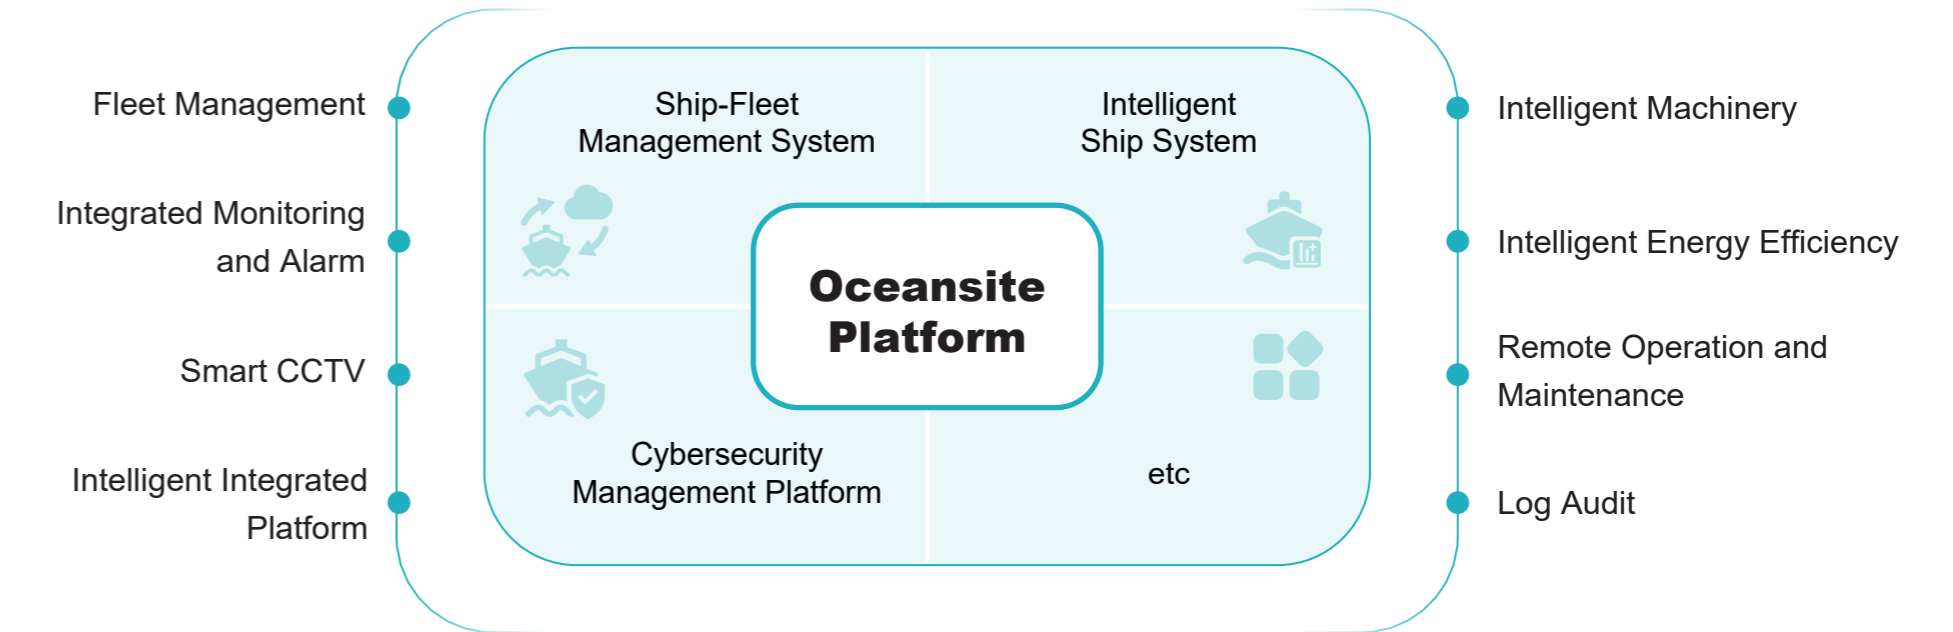 Fleet Management
Integrated Monitoring
and Alarm
Smart CCTV
Intelligent Integrated
Platform
Ship-Fleet
Management System
Intelligent
Ship System
Oceansite
Platform
Cybersecurity
Management Platform
etc
Intelligent Machinery
Intelligent Energy Efficiency
Remote Operation and
Maintenance
Log Audit